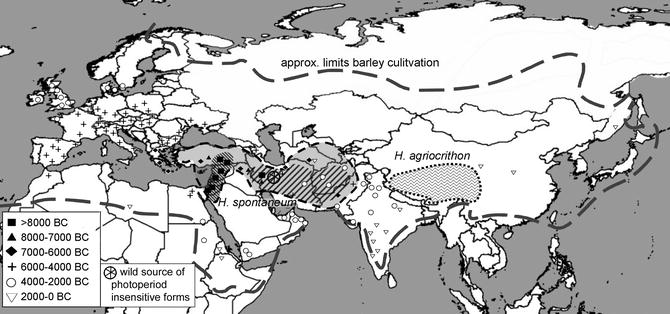 approx. limits barley culitvation
H. agriocrithon
H. spontaneum
>8000 BC
8000-7000 BC
7000-6000 BC
6000-4000 BC
4000-2000 BC
2000-0 BC
wild source of
photoperiod
insensitive forms